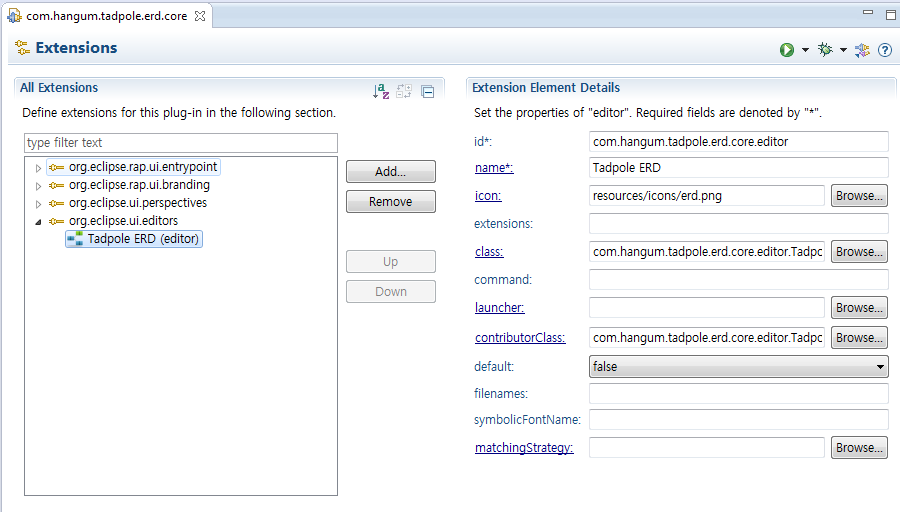 com.hangum.tadpole.erd.core
Extensions
All Extensions
Define extensions for this plug-in in the following section.
type filter text
org.eclipse.rap.ui.entrypoint
org.eclipse.rap.ui.branding
org.eclipse.ui.perspectives
org.eclipse.ui.editors
Tadpole ERD (editor)
Add...
Remove
Up
Down
Extension Element Details
Set the properties of "editor". Required fields are denoted by "*".
id*: com.hangum.tadpole.erd.core.editor
name*: Tadpole ERD
icon: resources/icons/erd.png Browse...
extensions:
class: com.hangum.tadpole.erd.core.editor.Tadpc Browse...
command:
launcher: Browse...
contributorClass: com.hangum.tadpole.erd.core.editor.Tadpc Browse...
default: false
filenames:
symbolicFontName:
matchingStrategy: Browse...